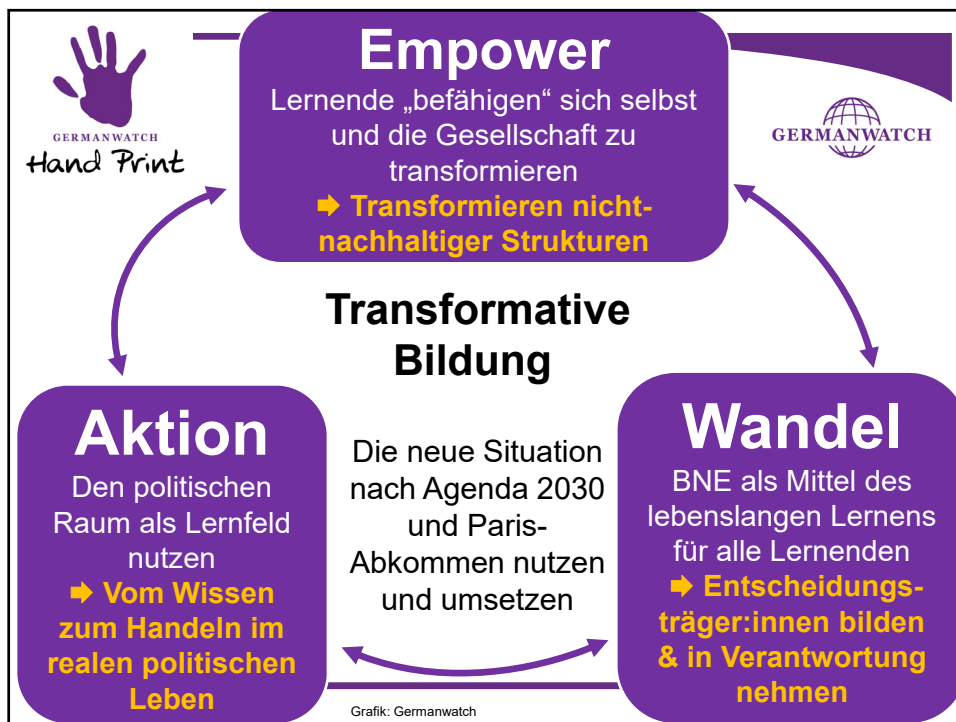 Empower
Lernende „befähigen“ sich selbst
und die Gesellschaft zu
transformieren
➡ Transformieren nicht-
nachhaltiger Strukturen
GERMANWATCH
Hand Print
GERMANWATCH
Transformative
Bildung
Aktion
Den politischen
Raum als Lernfeld
nutzen
➡ Vom Wissen
zum Handeln im
realen politischen
Leben
Die neue Situation
nach Agenda 2030
und Paris-
Abkommen nutzen
und umsetzen
Wandel
BNE als Mittel des
lebenslangen Lernens
für alle Lernenden
➡ Entscheidungs-
träger:innen bilden
& in Verantwortung
nehmen
Grafik: Germanwatch